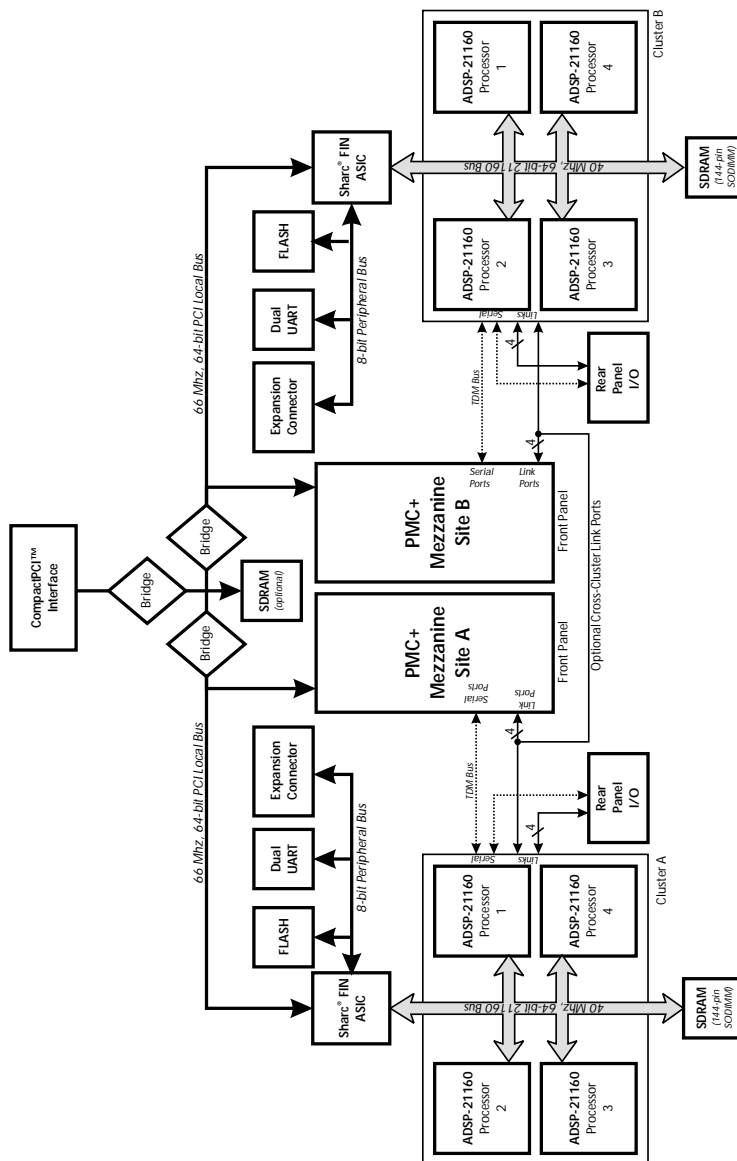 CompactPCI™
Interface
Bridge
SDRAM
(optional)
Bridge
Bridge
66 Mhz, 64-bit PCI Local Bus
66 Mhz, 64-bit PCI Local Bus
Sharc® FIN
ASIC
FLASH
Dual
UART
Expansion
Connector
8-bit Peripheral Bus
Expansion
Connector
Dual
UART
FLASH
8-bit Peripheral Bus
Sharc® FIN
ASIC
PMC+
Mezzanine
Site A
Serial
Ports
Link
Ports
Front Panel
PMC+
Mezzanine
Site B
Serial
Ports
Link
Ports
Front Panel
TDM Bus
4
TDM Bus
4
Optional Cross-Cluster Link Ports
Rear
Panel
I/O
4
Rear
Panel
I/O
4
Serial
Links
Serial
Links
ADSP-21160
Processor
2
ADSP-21160
Processor
1
ADSP-21160
Processor
3
ADSP-21160
Processor
4
40 Mhz, 64-bit 21160 Bus
Cluster A
SDRAM
(144-pin
SODIMM)
ADSP-21160
Processor
2
ADSP-21160
Processor
1
ADSP-21160
Processor
3
ADSP-21160
Processor
4
40 Mhz, 64-bit 21160 Bus
Cluster B
SDRAM
(144-pin
SODIMM)